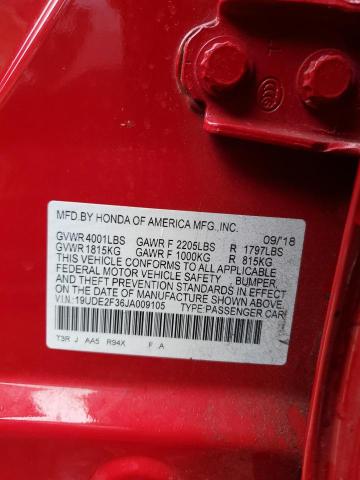 MFD.BY HONDA OF AMERICA MFG.,INC. 09/'18
GVWR 4001LBS GAWR F 2205LBS R 1797LBS
GVWR 1815KG GAWR F 1000KG R 815KG
THIS VEHICLE CONFORMS TO ALL APPLICABLE
FEDERAL MOTOR VEHICLE SAFETY , BUMPER,
AND THEFT PREVENTION STANDARDS IN EFFECT
ON THE DATE OF MANUFACTURE SHOWN ABOVE.
V.I.N:19UDE2F36JA009105 TYPE:PASSENGER CAR
T3R J AA5 R94X F A